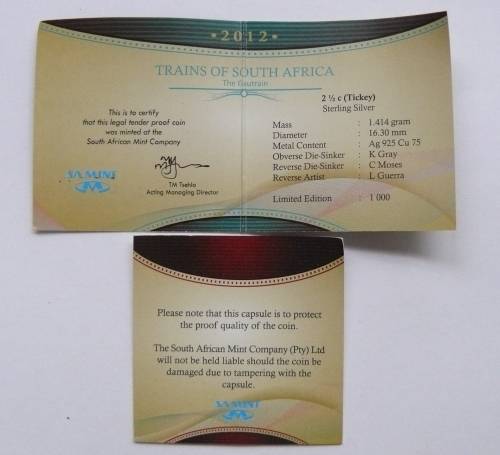 • 2012 •
TRAINS OF SOUTH AFRICA
The Gautrain
This is to certify
that this legal tender proof coin
was minted at the
South African Mint Company
TM Tsehlo
Acting Managing Director
SA MINT
2 ½ c (Tickey)
Sterling Silver
Mass : 1.414 gram
Diameter : 16.30 mm
Metal Content : Ag 925 Cu 75
Obverse Die-Sinker : K Gray
Reverse Die-Sinker : C Moses
Reverse Artist : L Guerra
Limited Edition : 1 000
Please note that this capsule is to protect
the proof quality of the coin.
The South African Mint Company (Pty) Ltd
will not be held liable should the coin be
damaged due to tampering with the
capsule.
SA MINT